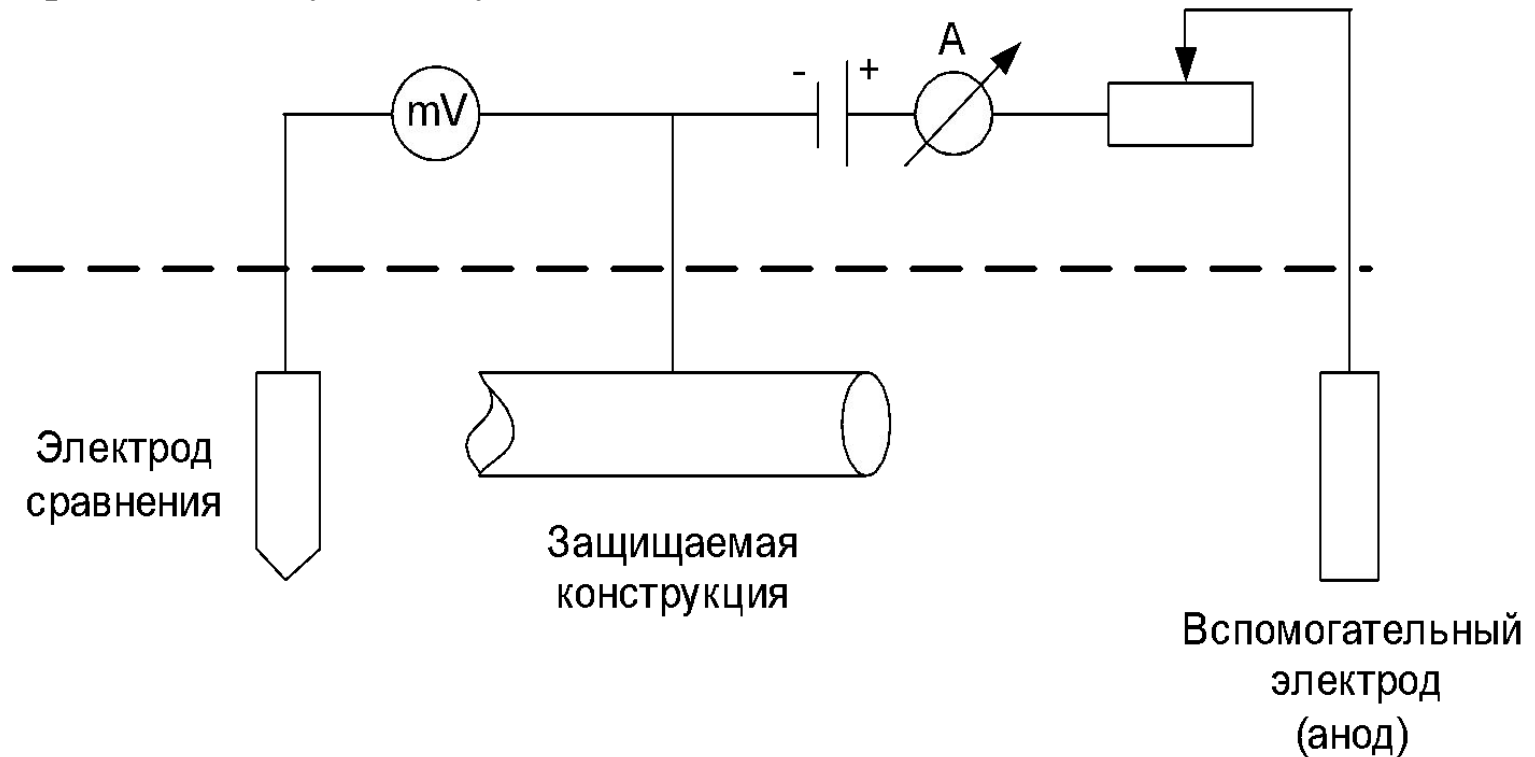 A
- +
mV
Электрод
сравнения
Защищаемая
конструкция
Вспомогательный
электрод
(анод)